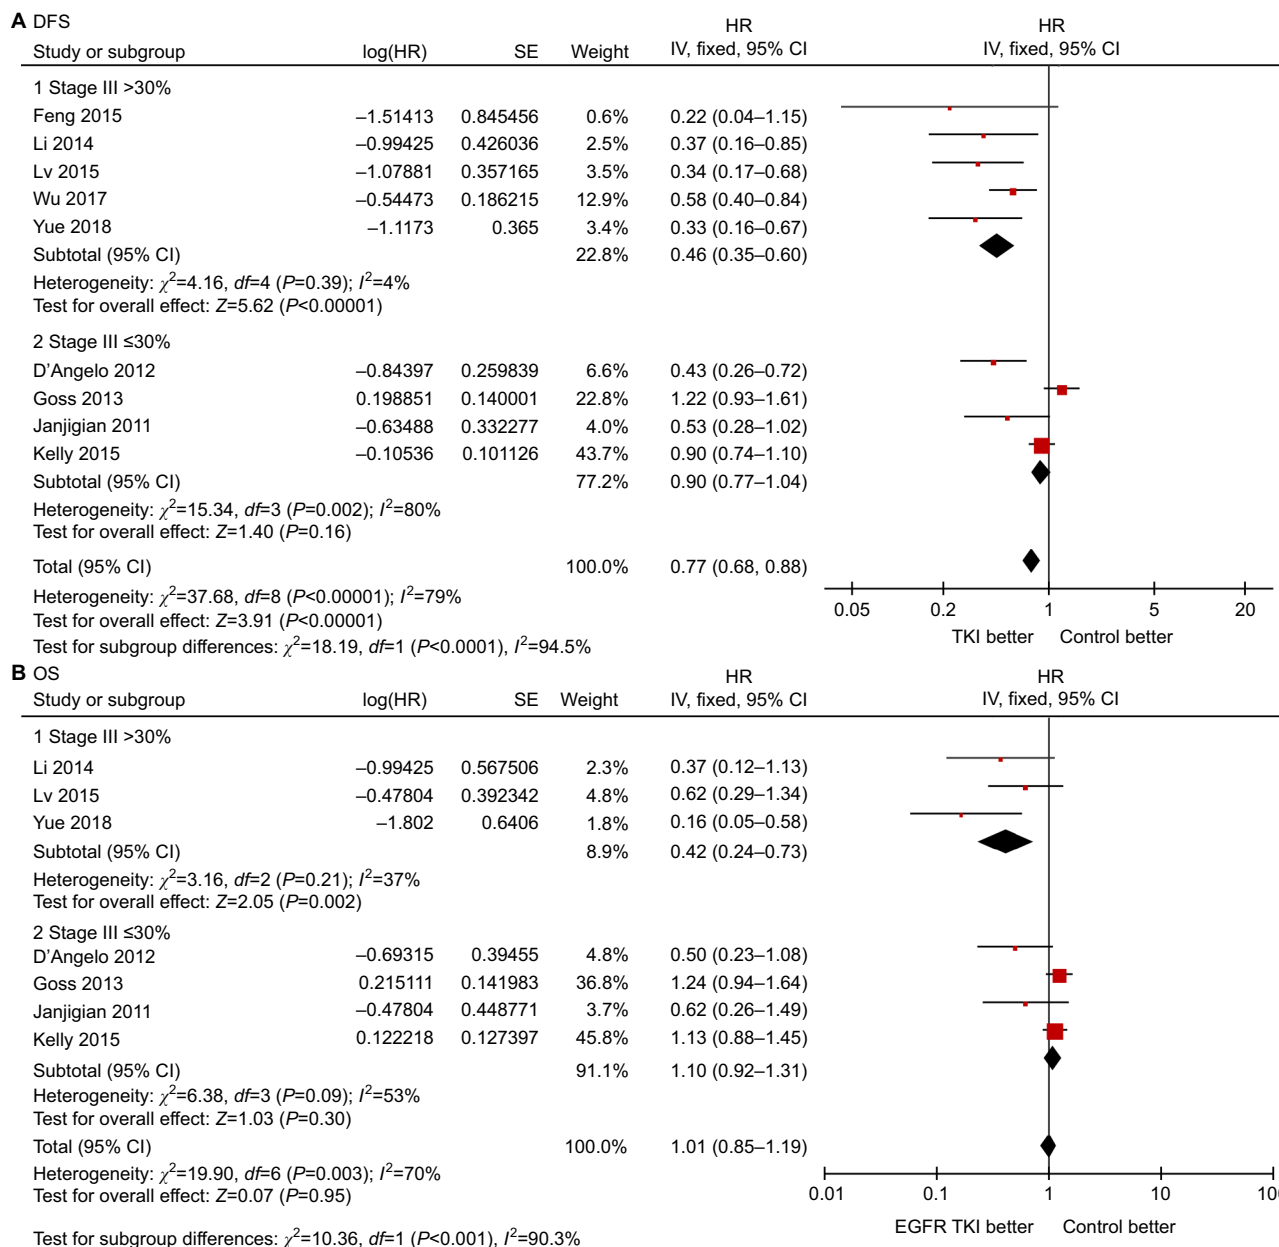 A DFS
HR HR
Study or subgroup log(HR) SE Weight IV, fixed, 95% CI IV, fixed, 95% CI
1 Stage III >30%
Feng 2015 –1.51413 0.845456 0.6% 0.22 (0.04–1.15)
Li 2014 –0.99425 0.426036 2.5% 0.37 (0.16–0.85)
Lv 2015 –1.07881 0.357165 3.5% 0.34 (0.17–0.68)
Wu 2017 –0.54473 0.186215 12.9% 0.58 (0.40–0.84)
Yue 2018 –1.1173 0.365 3.4% 0.33 (0.16–0.67)
Subtotal (95% CI) 22.8% 0.46 (0.35–0.60)
Heterogeneity: χ²=4.16, df=4 (P=0.39); I²=4%
Test for overall effect: Z=5.62 (P<0.00001)
2 Stage III ≤30%
D’Angelo 2012 –0.84397 0.259839 6.6% 0.43 (0.26–0.72)
Goss 2013 0.198851 0.140001 22.8% 1.22 (0.93–1.61)
Janjigian 2011 –0.63488 0.332277 4.0% 0.53 (0.28–1.02)
Kelly 2015 –0.10536 0.101126 43.7% 0.90 (0.74–1.10)
Subtotal (95% CI) 77.2% 0.90 (0.77–1.04)
Heterogeneity: χ²=15.34, df=3 (P=0.002); I²=80%
Test for overall effect: Z=1.40 (P=0.16)
Total (95% CI) 100.0% 0.77 (0.68, 0.88)
Heterogeneity: χ²=37.68, df=8 (P<0.00001); I²=79%
Test for overall effect: Z=3.91 (P<0.00001)
Test for subgroup differences: χ²=18.19, df=1 (P<0.0001), I²=94.5%
0.05 0.2 1 5 20
TKI better Control better
B OS
HR HR
Study or subgroup log(HR) SE Weight IV, fixed, 95% CI IV, fixed, 95% CI
1 Stage III >30%
Li 2014 –0.99425 0.567506 2.3% 0.37 (0.12–1.13)
Lv 2015 –0.47804 0.392342 4.8% 0.62 (0.29–1.34)
Yue 2018 –1.802 0.6406 1.8% 0.16 (0.05–0.58)
Subtotal (95% CI) 8.9% 0.42 (0.24–0.73)
Heterogeneity: χ²=3.16, df=2 (P=0.21); I²=37%
Test for overall effect: Z=2.05 (P=0.002)
2 Stage III ≤30%
D’Angelo 2012 –0.69315 0.39455 4.8% 0.50 (0.23–1.08)
Goss 2013 0.215111 0.141983 36.8% 1.24 (0.94–1.64)
Janjigian 2011 –0.47804 0.448771 3.7% 0.62 (0.26–1.49)
Kelly 2015 0.122218 0.127397 45.8% 1.13 (0.88–1.45)
Subtotal (95% CI) 91.1% 1.10 (0.92–1.31)
Heterogeneity: χ²=6.38, df=3 (P=0.09); I²=53%
Test for overall effect: Z=1.03 (P=0.30)
Total (95% CI) 100.0% 1.01 (0.85–1.19)
Heterogeneity: χ²=19.90, df=6 (P=0.003); I²=70%
Test for overall effect: Z=0.07 (P=0.95)
0.01 0.1 1 10
EGFR TKI better Control better
Test for subgroup differences: χ²=10.36, df=1 (P<0.001), I²=90.3%